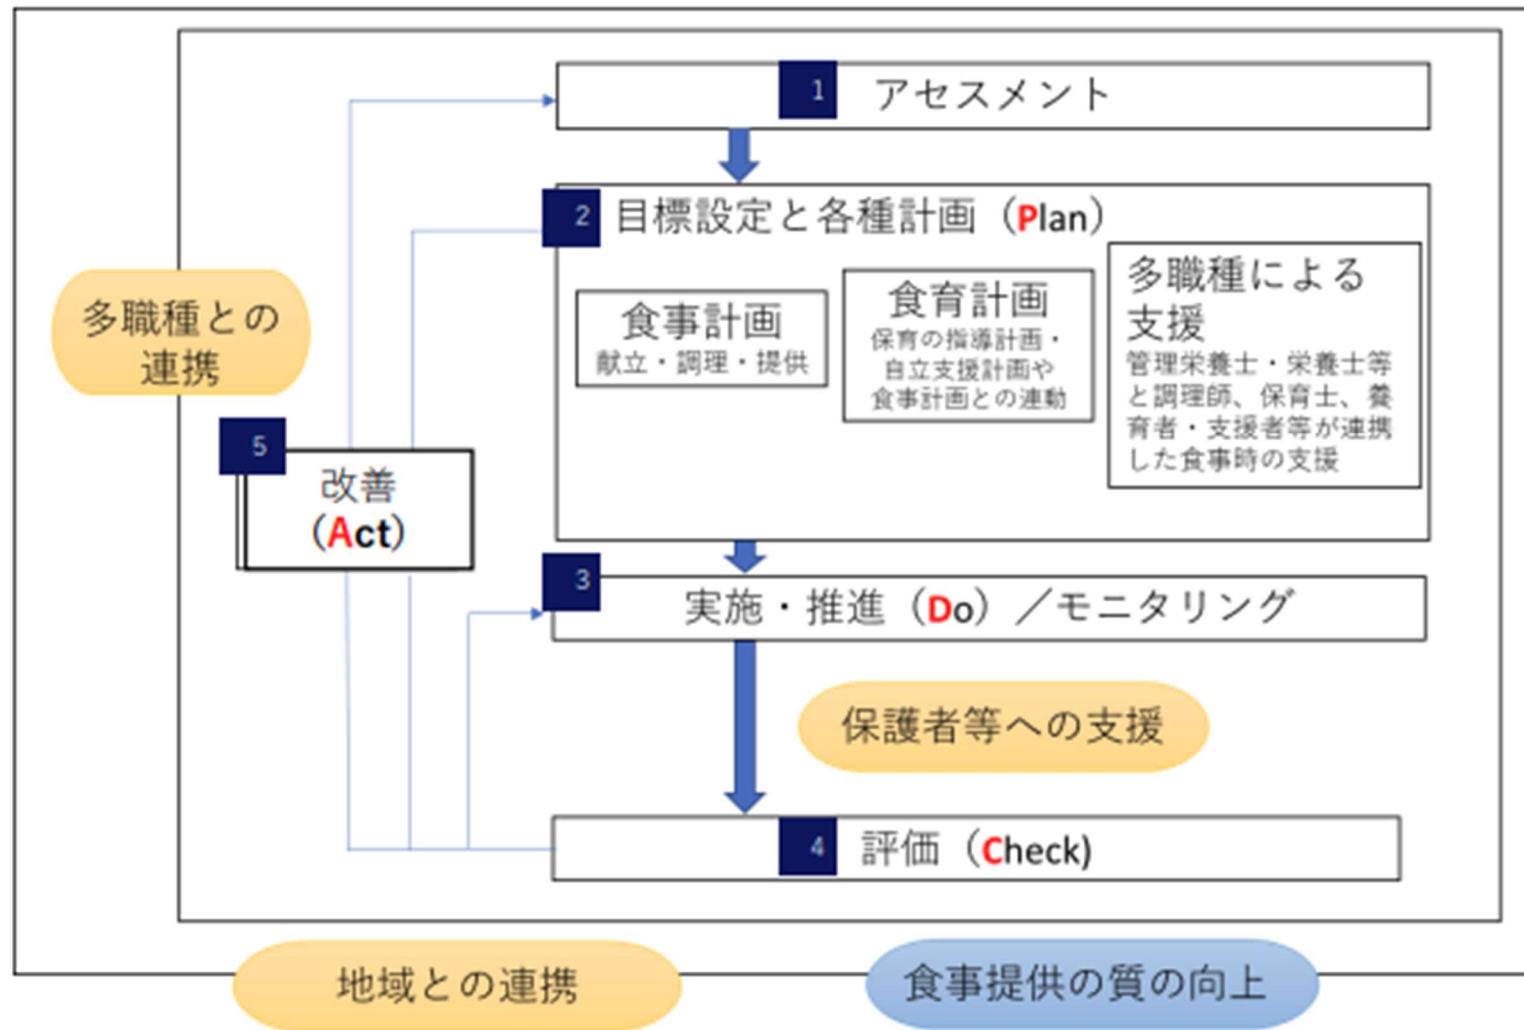 1 アセスメント
2 目標設定と各種計画（Plan）
食事計画
献立・調理・提供
食育計画
保育の指導計画・
自立支援計画や
食事計画との連動
多職種による
支援
管理栄養士・栄養士等
と調理師、保育士、養
育者・支援者等が連携
した食事時の支援
多職種との
連携
5
改善
（Act）
3 実施・推進（Do）／モニタリング
保護者等への支援
4 評価（Check)
地域との連携
食事提供の質の向上